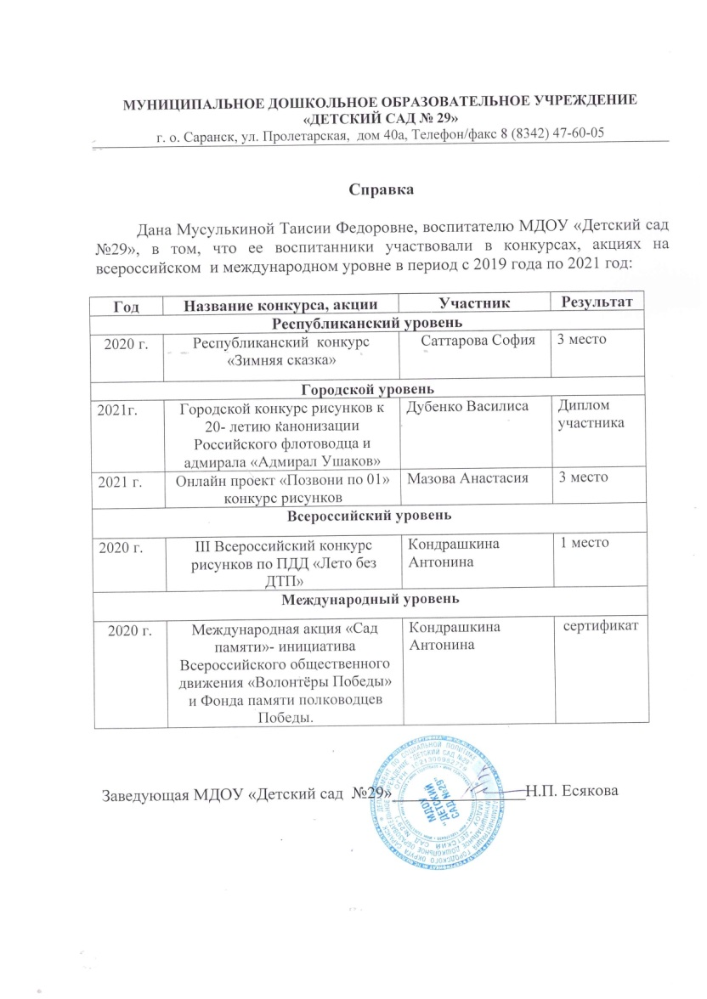 МУНИЦИПАЛЬНОЕ ДОШКОЛЬНОЕ ОБРАЗОВАТЕЛЬНОЕ УЧРЕЖДЕНИЕ
«ДЕТСКИЙ САД № 29»
г. о. Саранск, ул. Пролетарская, дом 40а, Телефон/факс 8 (8342) 47-60-05
Справка
Дана Мусулькиной Таисии Федоровне, воспитателю МДОУ «Детский сад
№29», в том, что ее воспитанники участвовали в конкурсах, акциях на
всероссийском и международном уровне в период с 2019 года по 2021 год:
Год Название конкурса, акции Участник Результат
Республиканский уровень
2020 г. Республиканский конкурс Саттарова София 3 место
«Зимняя сказка»
Городской уровень
2021г. Городской конкурс рисунков к Дубенко Василиса Диплом
20- летию канонизации участника
Российского флотоводца и
адмирала «Адмирал Ушаков»
2021 г. Онлайн проект «Позвони по 01» Мазова Анастасия 3 место
конкурс рисунков
Всероссийский уровень
2020 г. III Всероссийский конкурс Кондрашкина 1 место
рисунков по ПДД «Лето без Антонина
ДТП»
Международный уровень
2020 г. Международная акция «Сад Кондрашкина сертификат
памяти»- инициатива Антонина
Всероссийского общественного
движения «Волонтёры Победы»
и Фонда памяти полководцев
Победы.
Заведующая МДОУ «Детский сад №29» Н.П. Есякова
МДОУ
"ДЕТСКИЙ
САД №29"